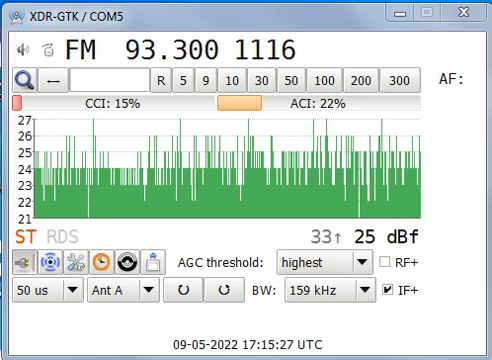 XDR-GTK / COM5
FM 93.300 1116
R 5 9 10 30 50 100 200 300 AF:
CCI: 15% ACI: 22%
27
26
25
24
23
22
21
ST RDS 33↑ 25 dBf
AGC threshold: highest RF+
50 us Ant A BW: 159 kHz IF+
09-05-2022 17:15:27 UTC